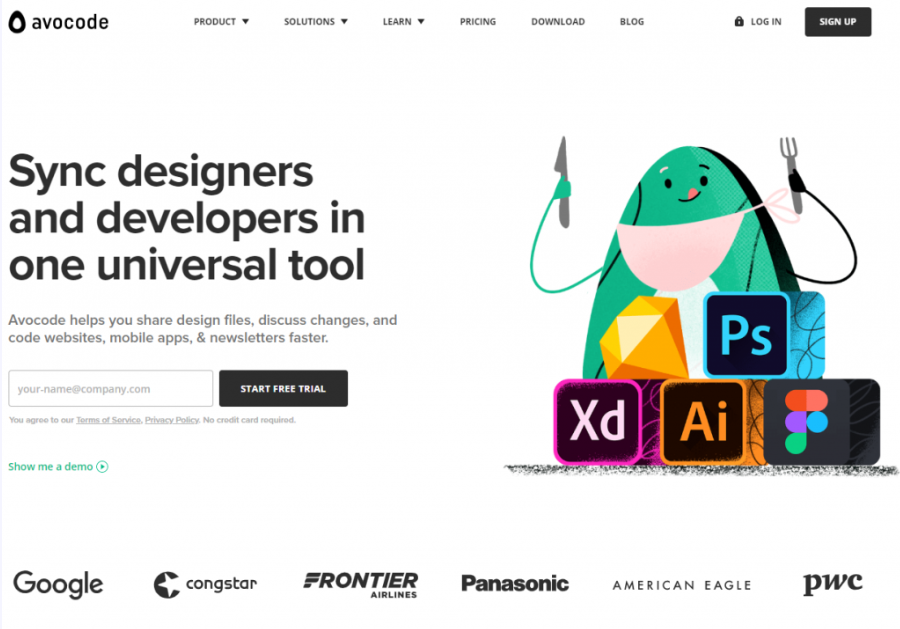 avocode PRODUCT SOLUTIONS LEARN PRICING DOWNLOAD BLOG LOG IN SIGN UP
Sync designers
and developers in
one universal tool
Avocode helps you share design files, discuss changes, and
code websites, mobile apps, & newsletters faster.
your-name@company.com START FREE TRIAL
You agree to our Terms of Service, Privacy Policy. No credit card required.
Show me a demo
Ps
Xd Ai
Google congstar FRONTIER AIRLINES Panasonic AMERICAN EAGLE pwc